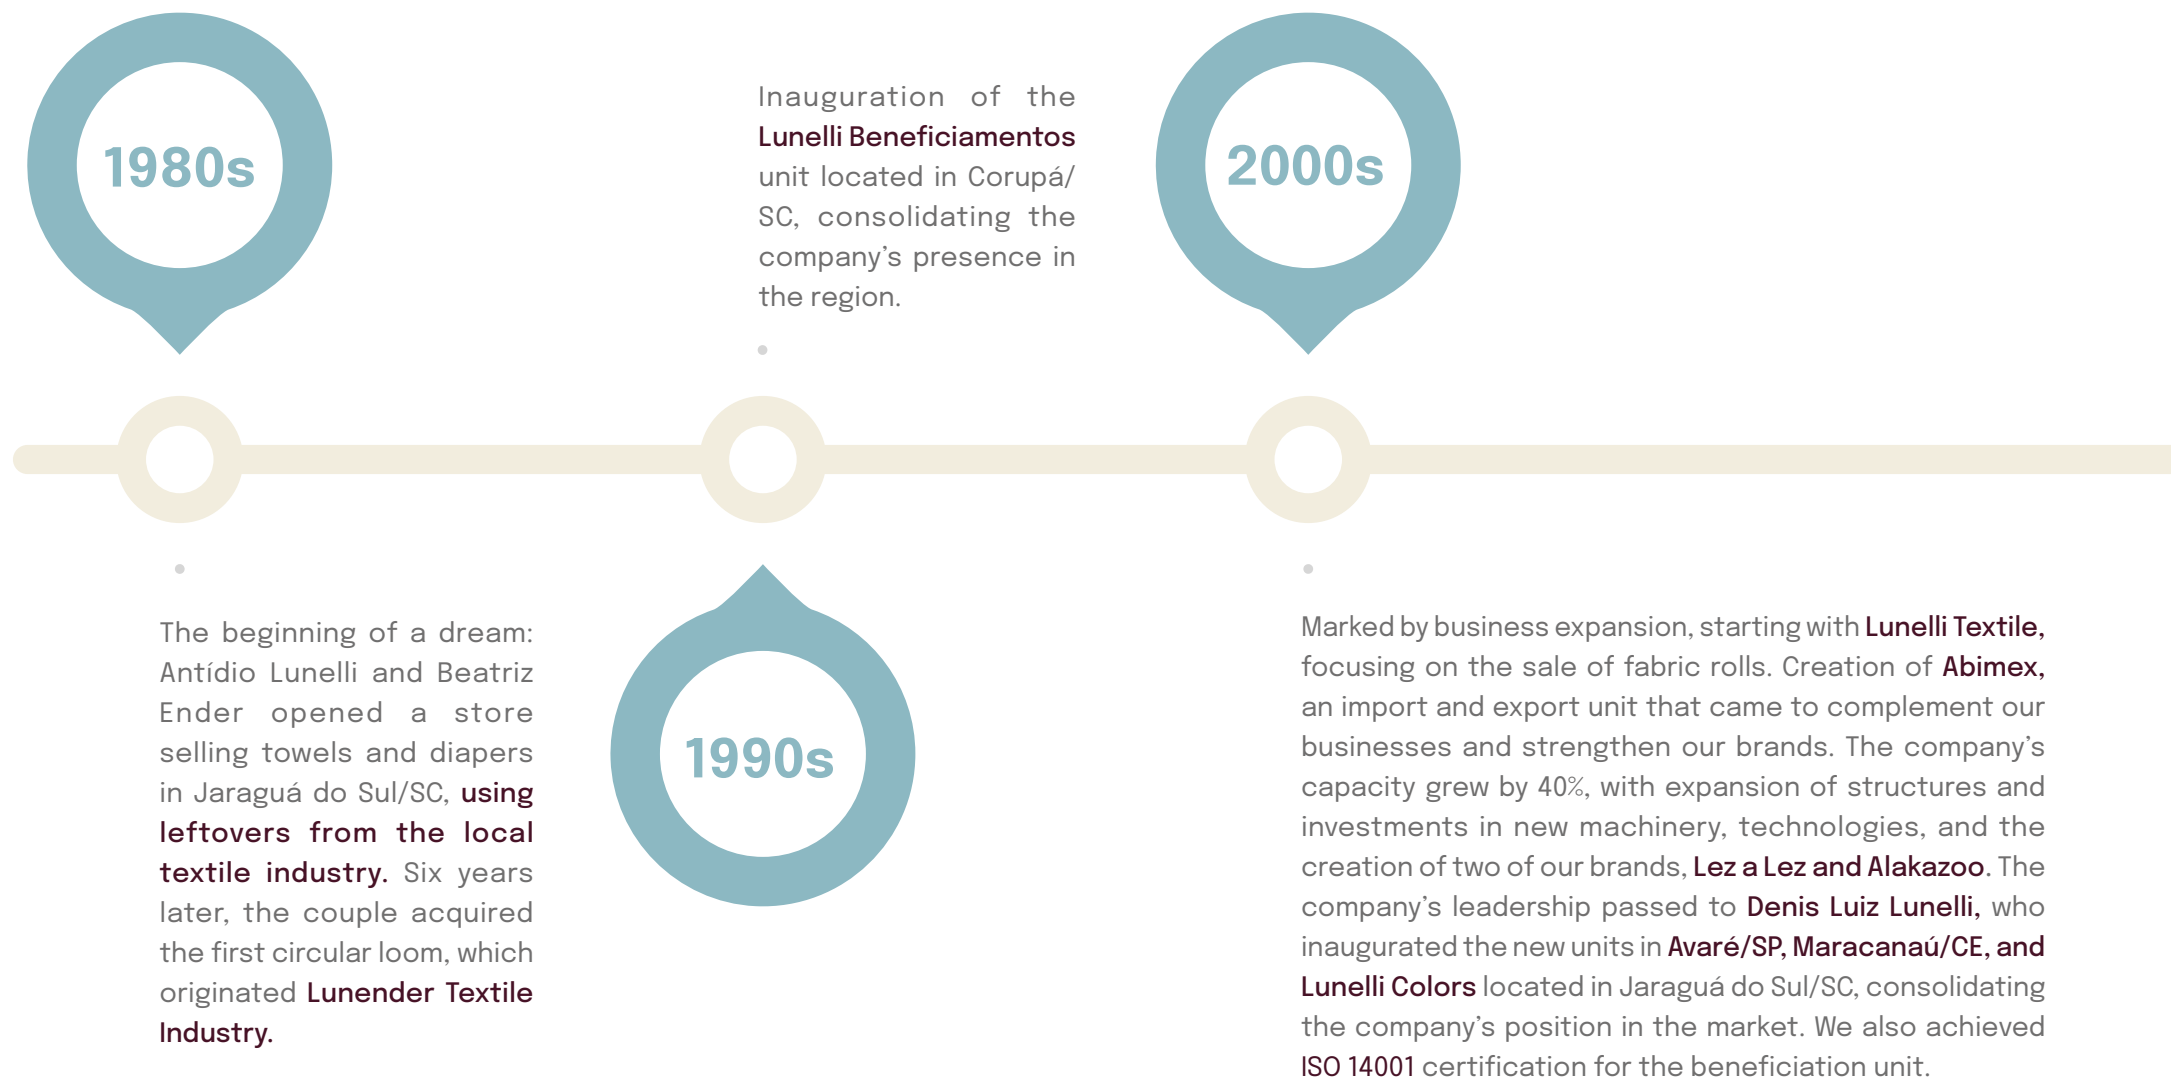 1980s
The beginning of a dream:
Antídio Lunelli and Beatriz
Ender opened a store
selling towels and diapers
in Jaraguá do Sul/SC, using
leftovers from the local
textile industry. Six years
later, the couple acquired
the first circular loom, which
originated Lunender Textile
Industry.
Inauguration of the
Lunelli Beneficiamentos
unit located in Corupá/
SC, consolidating the
company’s presence in
the region.
1990s
2000s
Marked by business expansion, starting with Lunelli Textile,
focusing on the sale of fabric rolls. Creation of Abimex,
an import and export unit that came to complement our
businesses and strengthen our brands. The company’s
capacity grew by 40%, with expansion of structures and
investments in new machinery, technologies, and the
creation of two of our brands, Lez a Lez and Alakazoo. The
company’s leadership passed to Denis Luiz Lunelli, who
inaugurated the new units in Avaré/SP, Maracanaú/CE, and
Lunelli Colors located in Jaraguá do Sul/SC, consolidating
the company’s position in the market. We also achieved
ISO 14001 certification for the beneficiation unit.